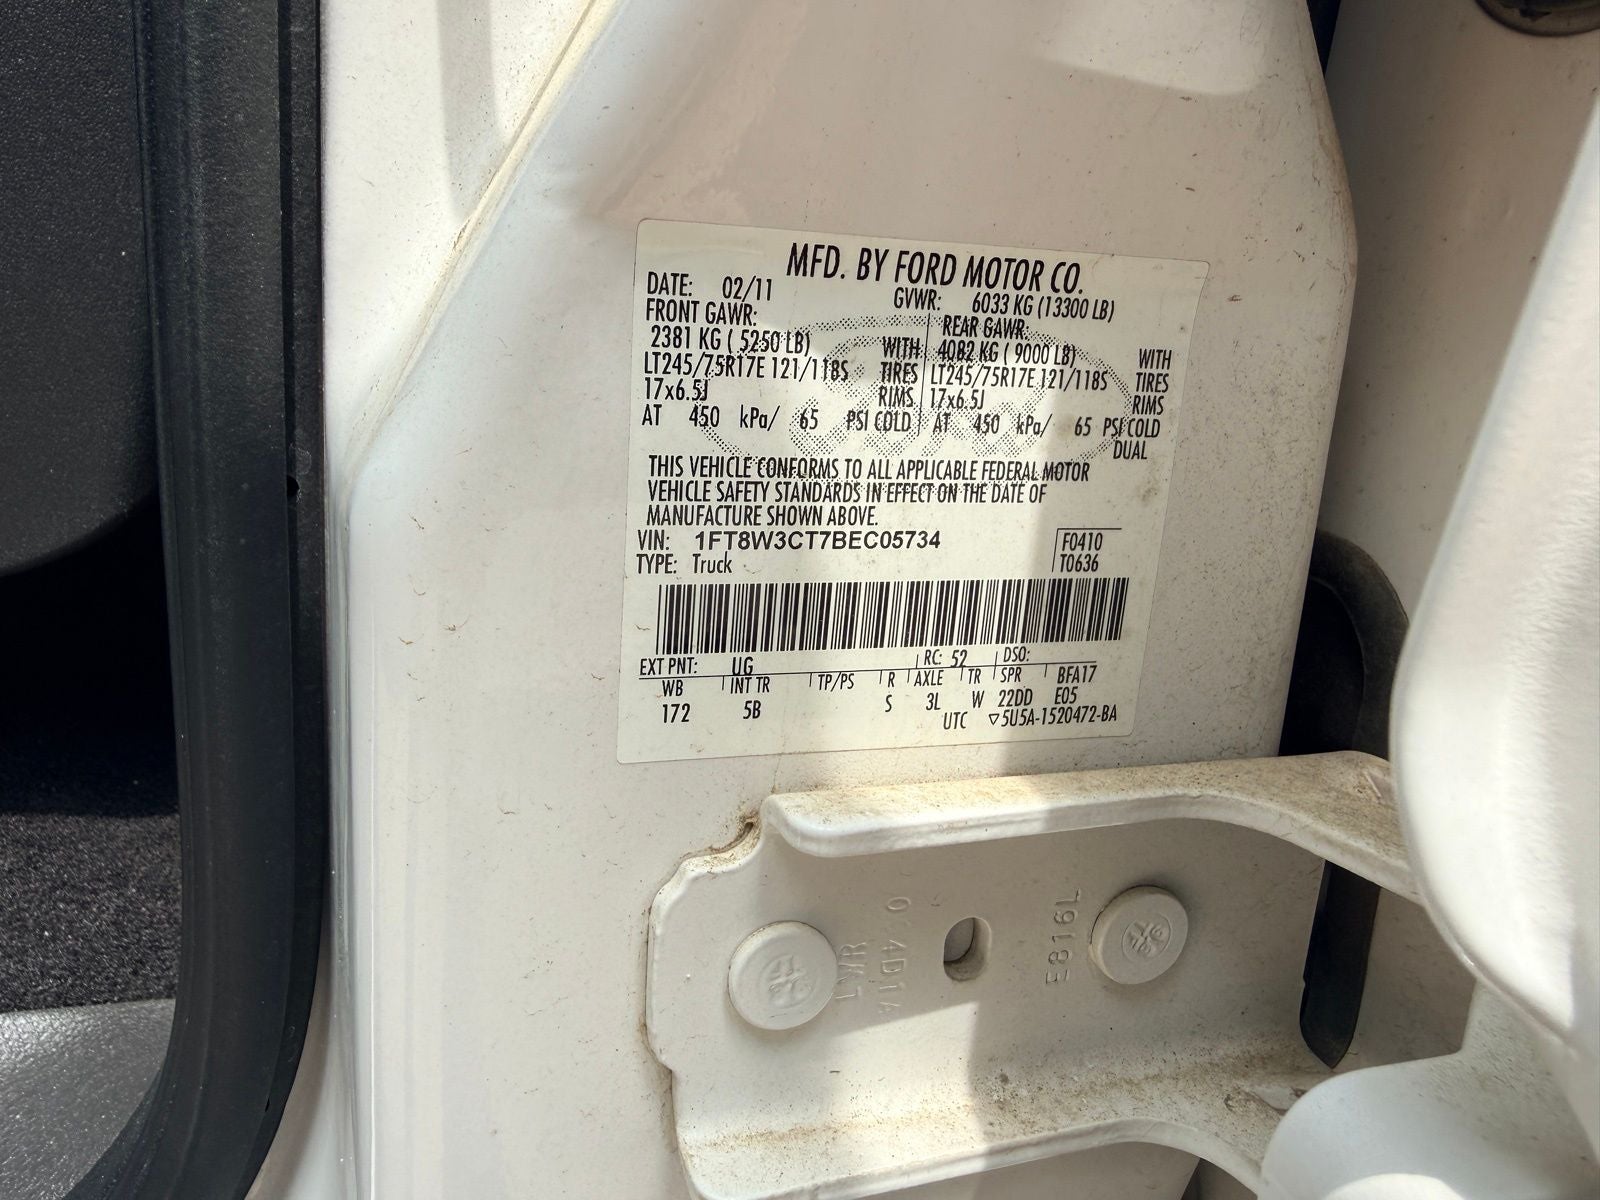 MFD. BY FORD MOTOR CO.
DATE: 02/11 GVWR: 6033 KG (13300 LB)
FRONT GAWR: REAR GAWR:
2381 KG ( 5250 LB) WITH 4082 KG ( 9000 LB) WITH
LT245/75R17E 121/118S TIRES LT245/75R17E 121/118S TIRES
17x6.5J RIMS 17x6.5J RIMS
AT 450 kPa/ 65 PSI COLD AT 450 kPa/ 65 PSI COLD
DUAL
THIS VEHICLE CONFORMS TO ALL APPLICABLE FEDERAL MOTOR
VEHICLE SAFETY STANDARDS IN EFFECT ON THE DATE OF
MANUFACTURE SHOWN ABOVE.
VIN: 1FT8W3CT7BEC05734 F0410
TYPE: Truck T0636
EXT PNT: UG RC: 52 DSO:
WB INT TR TP/PS R AXLE TR SPR BFA17
172 5B S 3L W 22DD E05
UTC ▽5U5A-1520472-BA
LWR
E816L